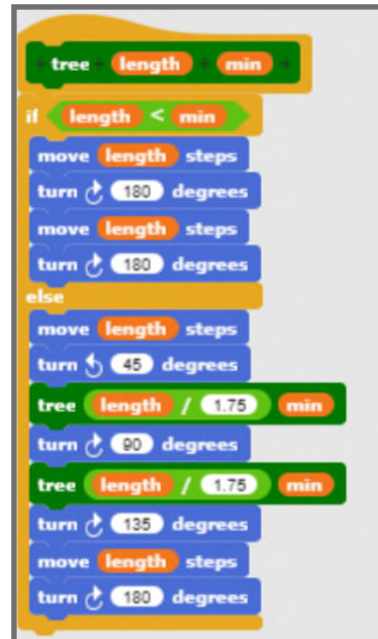 + tree + length + min +
if length < min
move length steps
turn ↻ 180 degrees
move length steps
turn ↻ 180 degrees
else
move length steps
turn ↺ 45 degrees
tree length / 1.75 min
turn ↻ 90 degrees
tree length / 1.75 min
turn ↻ 135 degrees
move length steps
turn ↻ 180 degrees